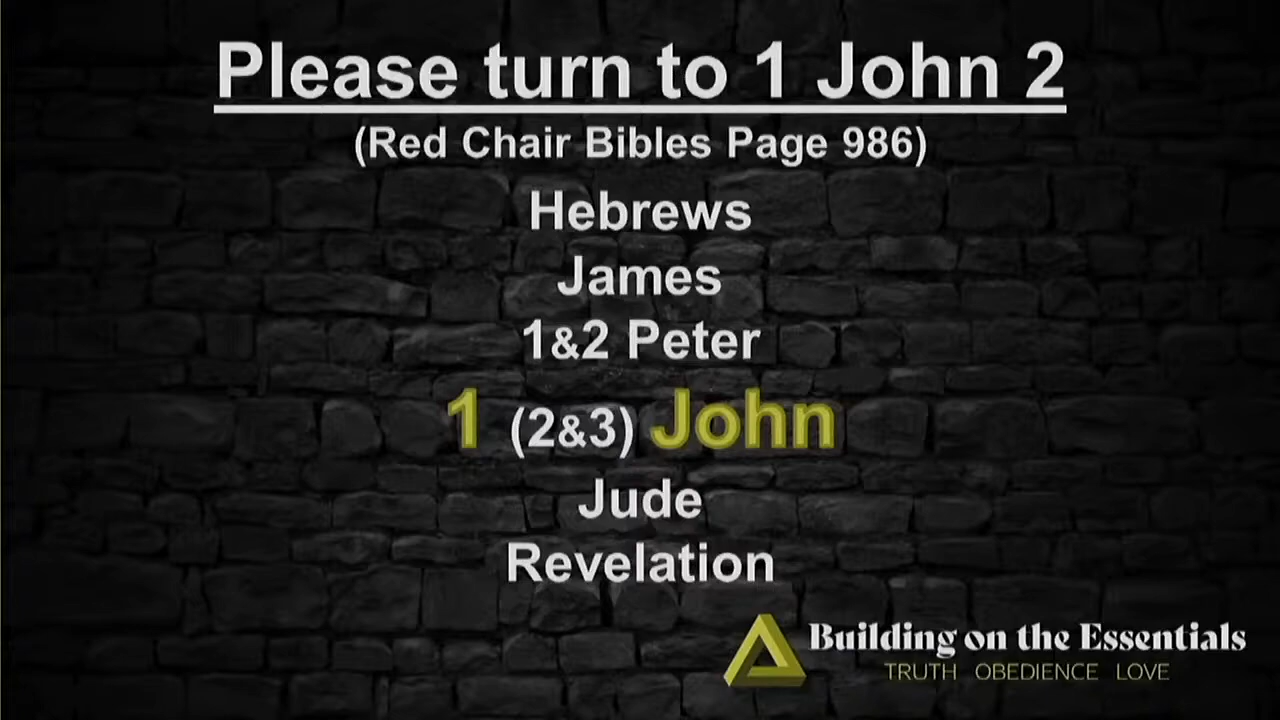 Please turn to 1 John 2
(Red Chair Bibles Page 986)
Hebrews
James
1&2 Peter
1 (2&3) John
Jude
Revelation
Building on the Essentials
TRUTH OBEDIENCE LOVE